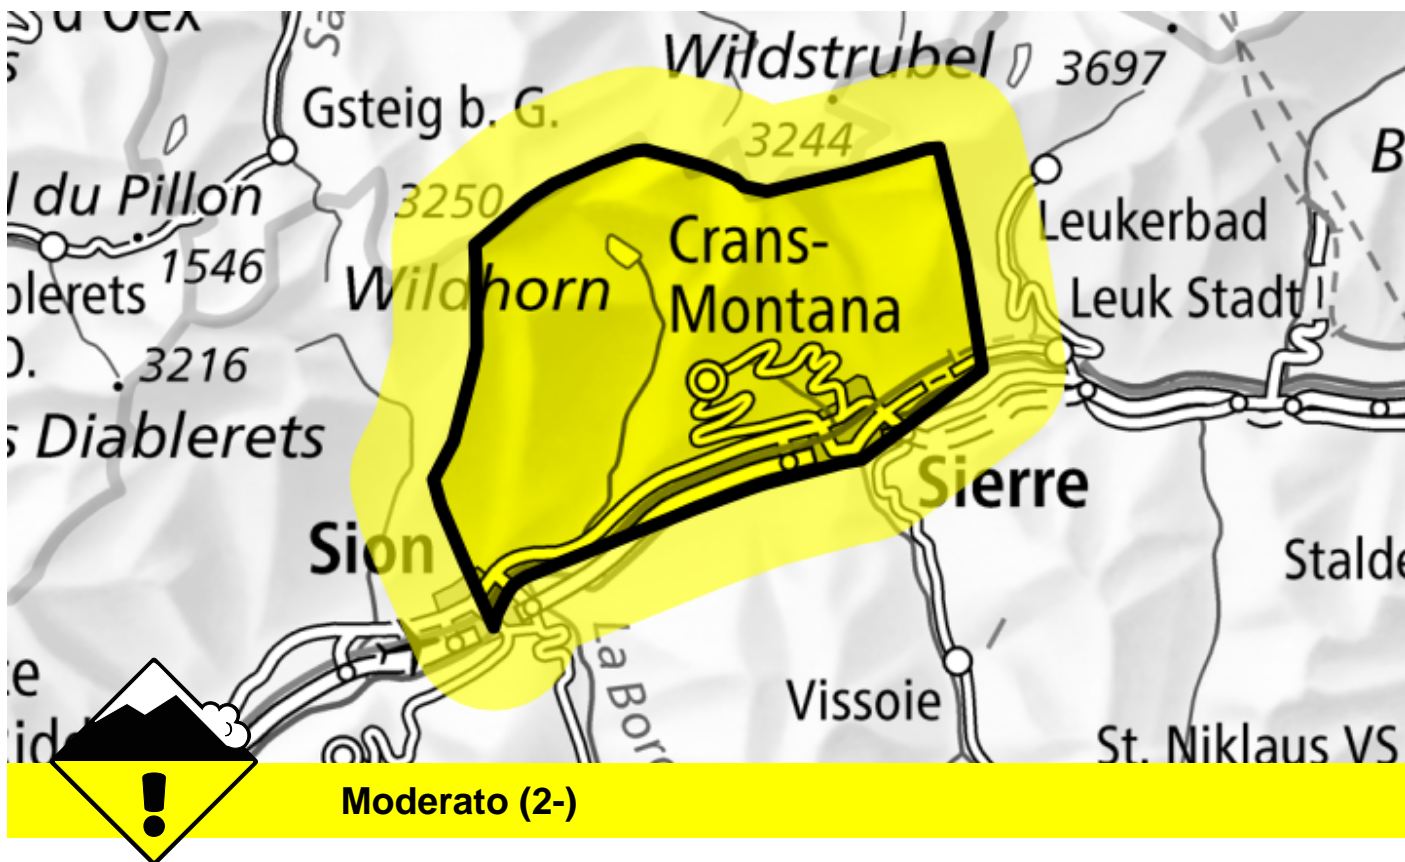 d'Oex
Wildstrubel
3697
Gsteig b. G.
3244
B
l du Pillon
3250
Crans-
Montana
Leukerbad
1546
Wildhorn
blerets
Leuk Stadt
3216
s Diablerets
Sierre
Sion
Stalde
La Bor
Vissoie
St. Niklaus VS
Moderato (2-)